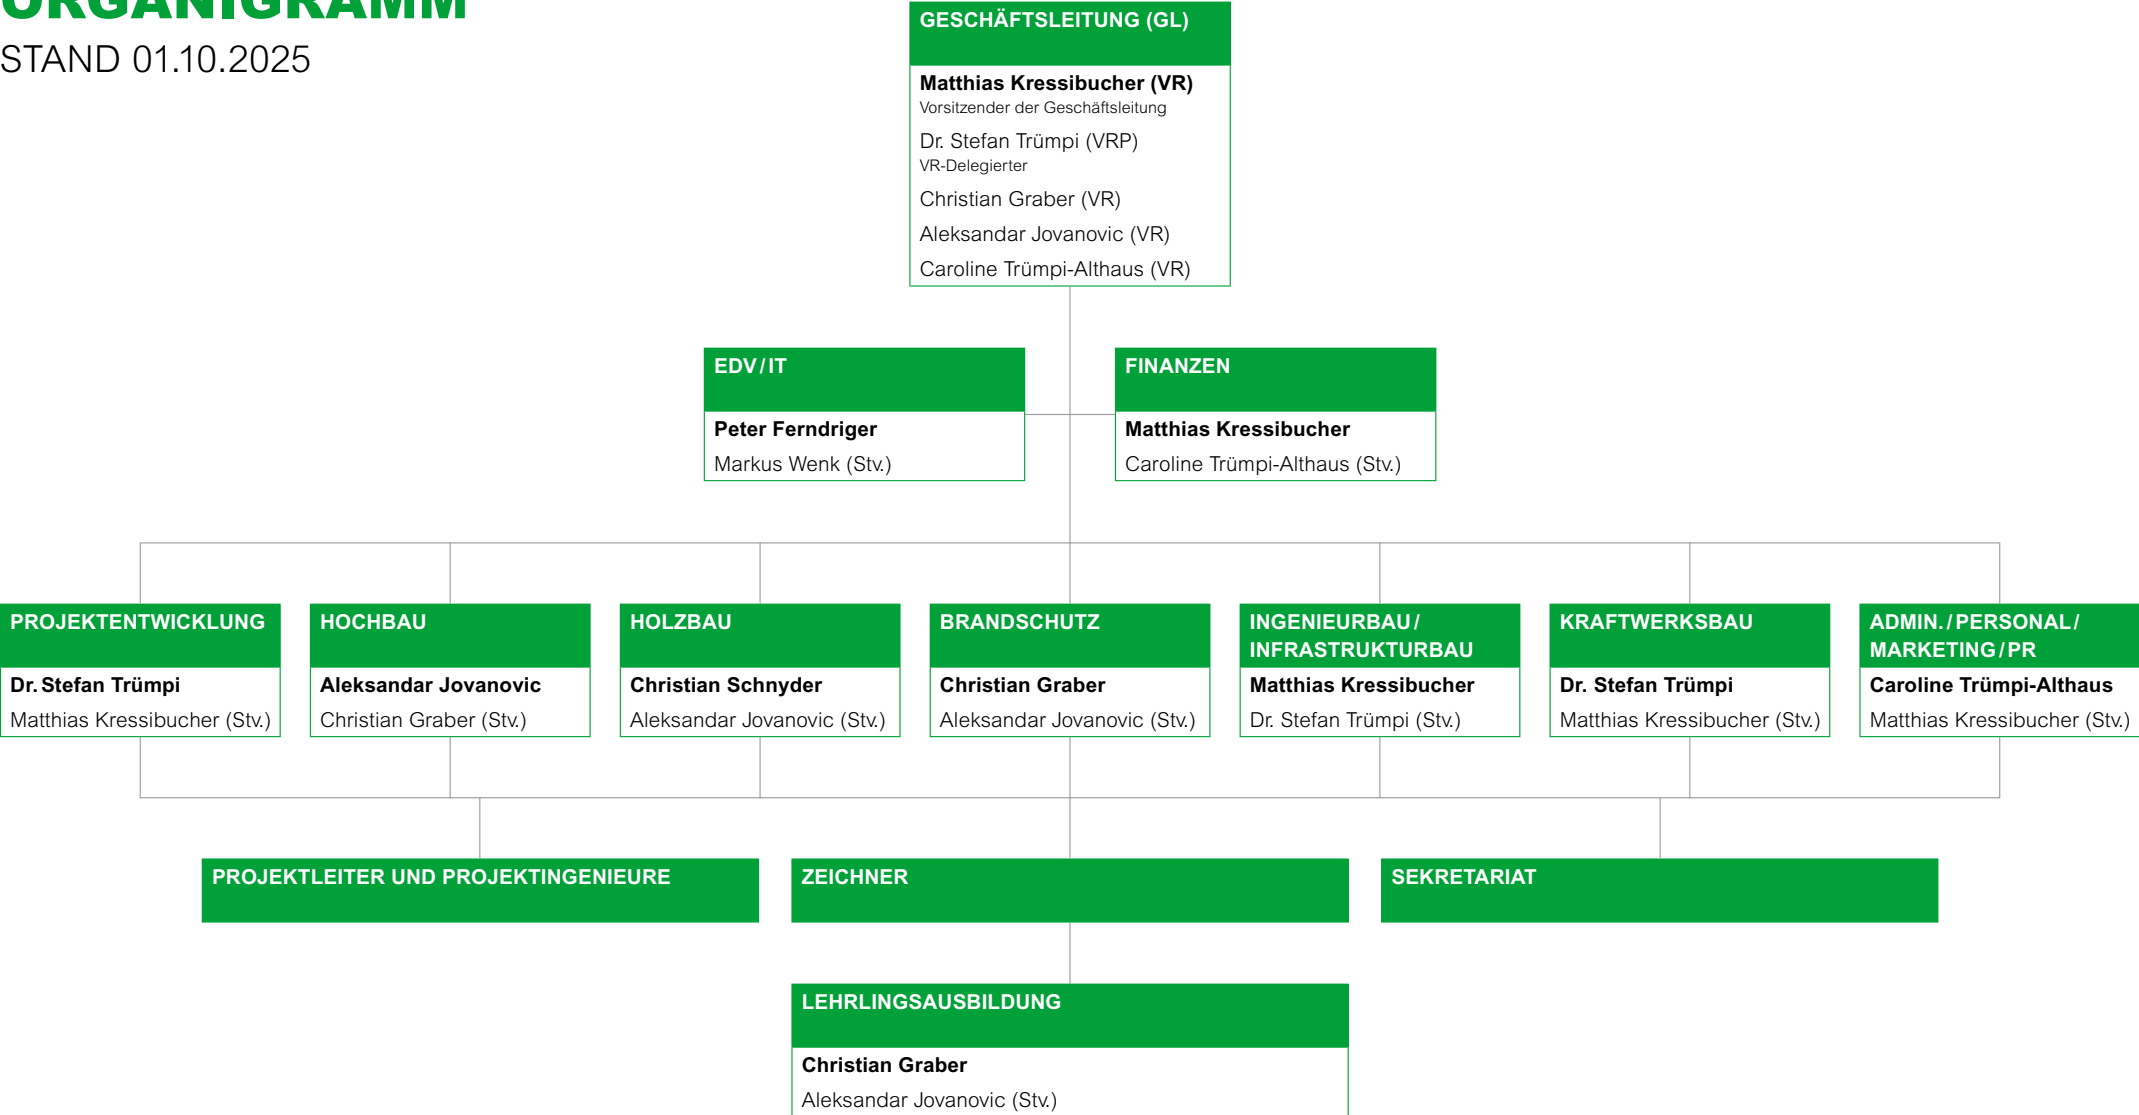 ORGANIGRAMM
STAND 01.10.2025
GESCHÄFTSLEITUNG (GL)
Matthias Kressibucher (VR)
Vorsitzender der Geschäftsleitung
Dr. Stefan Trümpi (VRP)
VR-Delegierter
Christian Graber (VR)
Aleksandar Jovanovic (VR)
Caroline Trümpi-Althaus (VR)
EDV/IT
Peter Ferndriger
Markus Wenk (Stv.)
FINANZEN
Matthias Kressibucher
Caroline Trümpi-Althaus (Stv.)
PROJEKTENTWICKLUNG
Dr. Stefan Trümpi
Matthias Kressibucher (Stv.)
HOCHBAU
Aleksandar Jovanovic
Christian Graber (Stv.)
HOLZBAU
Christian Schnyder
Aleksandar Jovanovic (Stv.)
BRANDSCHUTZ
Christian Graber
Aleksandar Jovanovic (Stv.)
INGENIEURBAU/
INFRASTRUKTURBAU
Matthias Kressibucher
Dr. Stefan Trümpi (Stv.)
KRAFTWERKSBAU
Dr. Stefan Trümpi
Matthias Kressibucher (Stv.)
ADMIN./PERSONAL/
MARKETING/PR
Caroline Trümpi-Althaus
Matthias Kressibucher (Stv.)
PROJEKTLEITER UND PROJEKTINGENIEURE
ZEICHNER
SEKRETARIAT
LEHRLINGSAUSBILDUNG
Christian Graber
Aleksandar Jovanovic (Stv.)